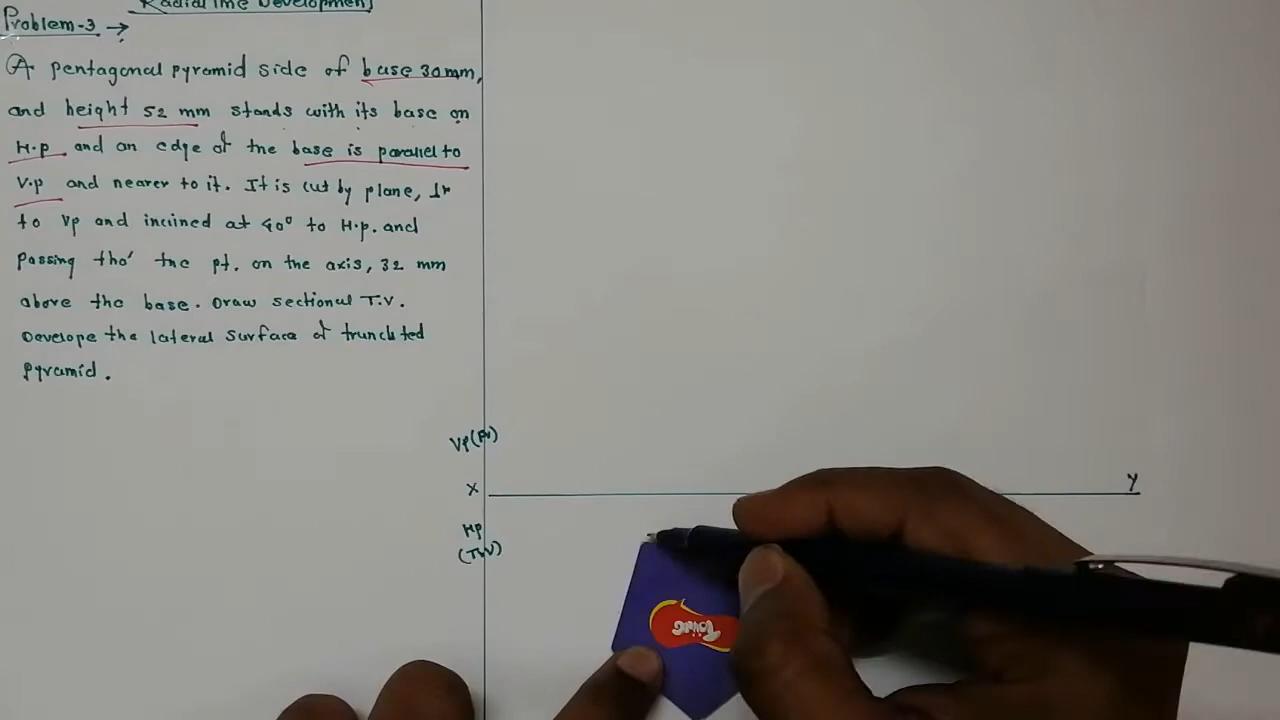 Radial line Development
Problem-3 →
A pentagonal pyramid side of base 30mm,
and height 52 mm stands with its base on
H.p and an edge of the base is parallel to
V.p and nearer to it. It is cut by plane, ⊥r
to Vp and inclined at 40° to H.p. and
passing tho' the pt. on the axis, 32 mm
above the base. Draw sectional T.V.
Develope the lateral surface of truncated
pyramid.
Vp(FV)
X
Y
Hp
(TV)